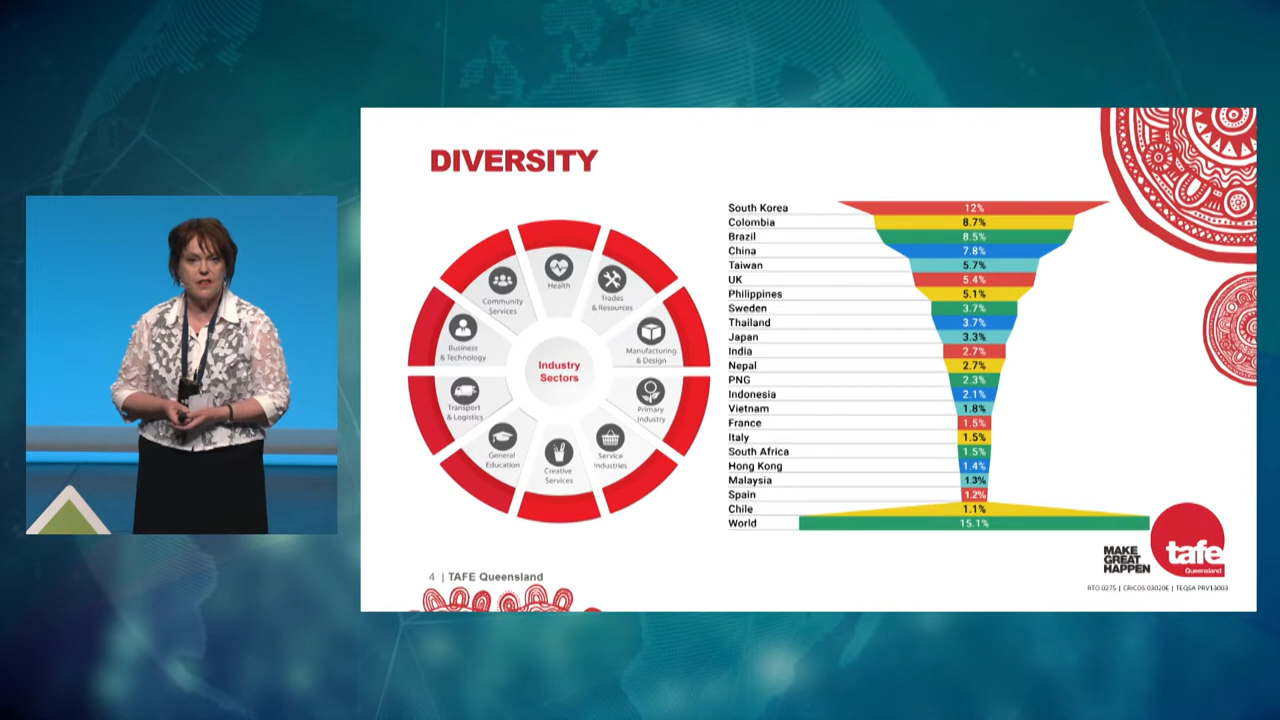 DIVERSITY
Health
Trades
& Resources
Manufacturing
& Design
Primary
Industry
Service
Industries
Creative
Services
General
Education
Transport
& Logistics
Business
& Technology
Community
Services
Industry
Sectors
South Korea 12%
Colombia 8.7%
Brazil 8.5%
China 7.8%
Taiwan 5.7%
UK 5.4%
Philippines 5.1%
Sweden 3.7%
Thailand 3.7%
Japan 3.3%
India 2.7%
Nepal 2.7%
PNG 2.3%
Indonesia 2.1%
Vietnam 1.8%
France 1.5%
Italy 1.5%
South Africa 1.5%
Hong Kong 1.4%
Malaysia 1.3%
Spain 1.2%
Chile 1.1%
World 15.1%
4 | TAFE Queensland
MAKE
GREAT
HAPPEN
tafe
Queensland
RTO 0275 | CRICOS 03020E | TEQSA PRV13003